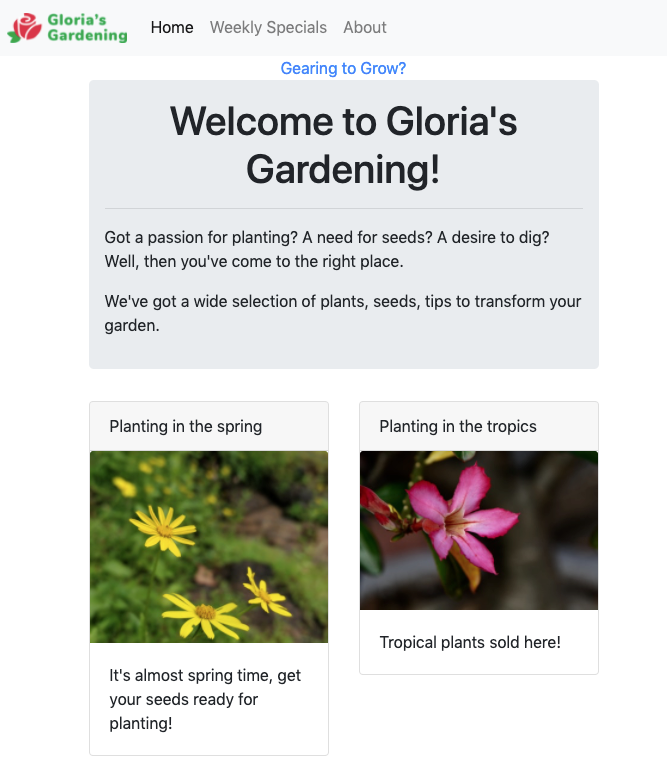 Gloria's
Gardening
Home Weekly Specials About
Gearing to Grow?
Welcome to Gloria's
Gardening!
Got a passion for planting? A need for seeds? A desire to dig?
Well, then you've come to the right place.
We've got a wide selection of plants, seeds, tips to transform your
garden.
Planting in the spring
It's almost spring time, get
your seeds ready for
planting!
Planting in the tropics
Tropical plants sold here!